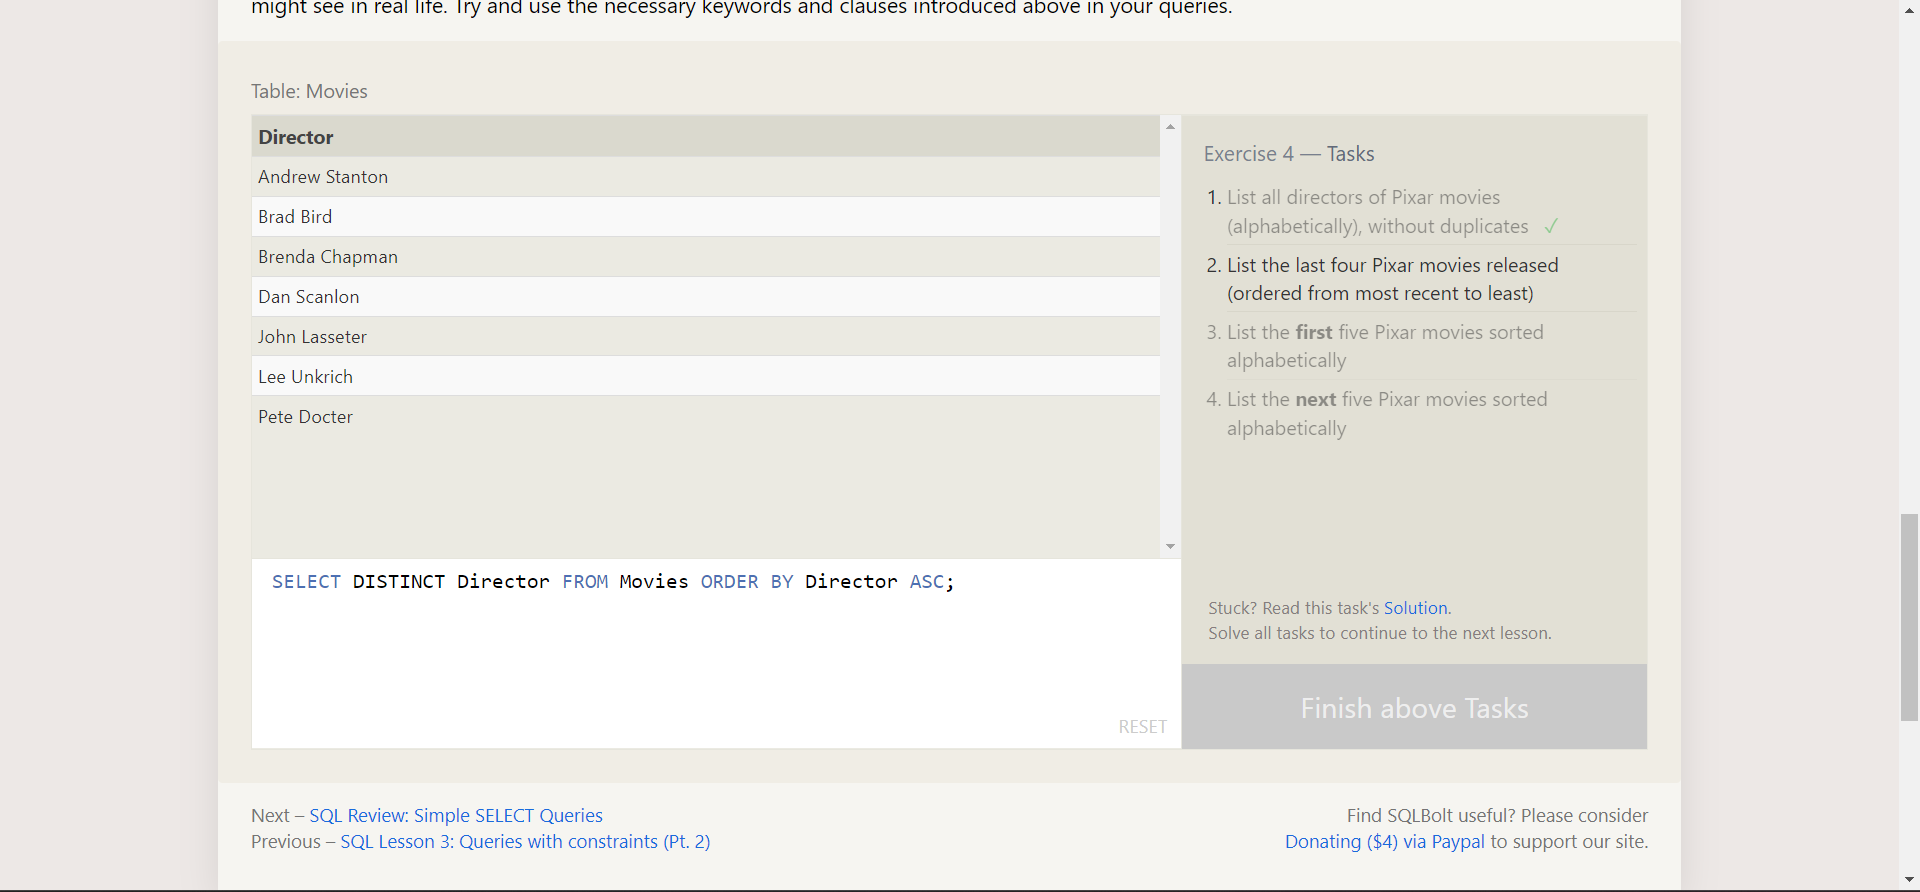 might see in real life. Try and use the necessary keywords and clauses introduced above in your queries.
Table: Movies
Director
Andrew Stanton
Brad Bird
Brenda Chapman
Dan Scanlon
John Lasseter
Lee Unkrich
Pete Docter
SELECT DISTINCT Director FROM Movies ORDER BY Director ASC;
RESET
Exercise 4 — Tasks
1. List all directors of Pixar movies
(alphabetically), without duplicates ✓
2. List the last four Pixar movies released
(ordered from most recent to least)
3. List the first five Pixar movies sorted
alphabetically
4. List the next five Pixar movies sorted
alphabetically
Stuck? Read this task's Solution.
Solve all tasks to continue to the next lesson.
Finish above Tasks
Next – SQL Review: Simple SELECT Queries
Previous – SQL Lesson 3: Queries with constraints (Pt. 2)
Find SQLBolt useful? Please consider
Donating ($4) via Paypal to support our site.